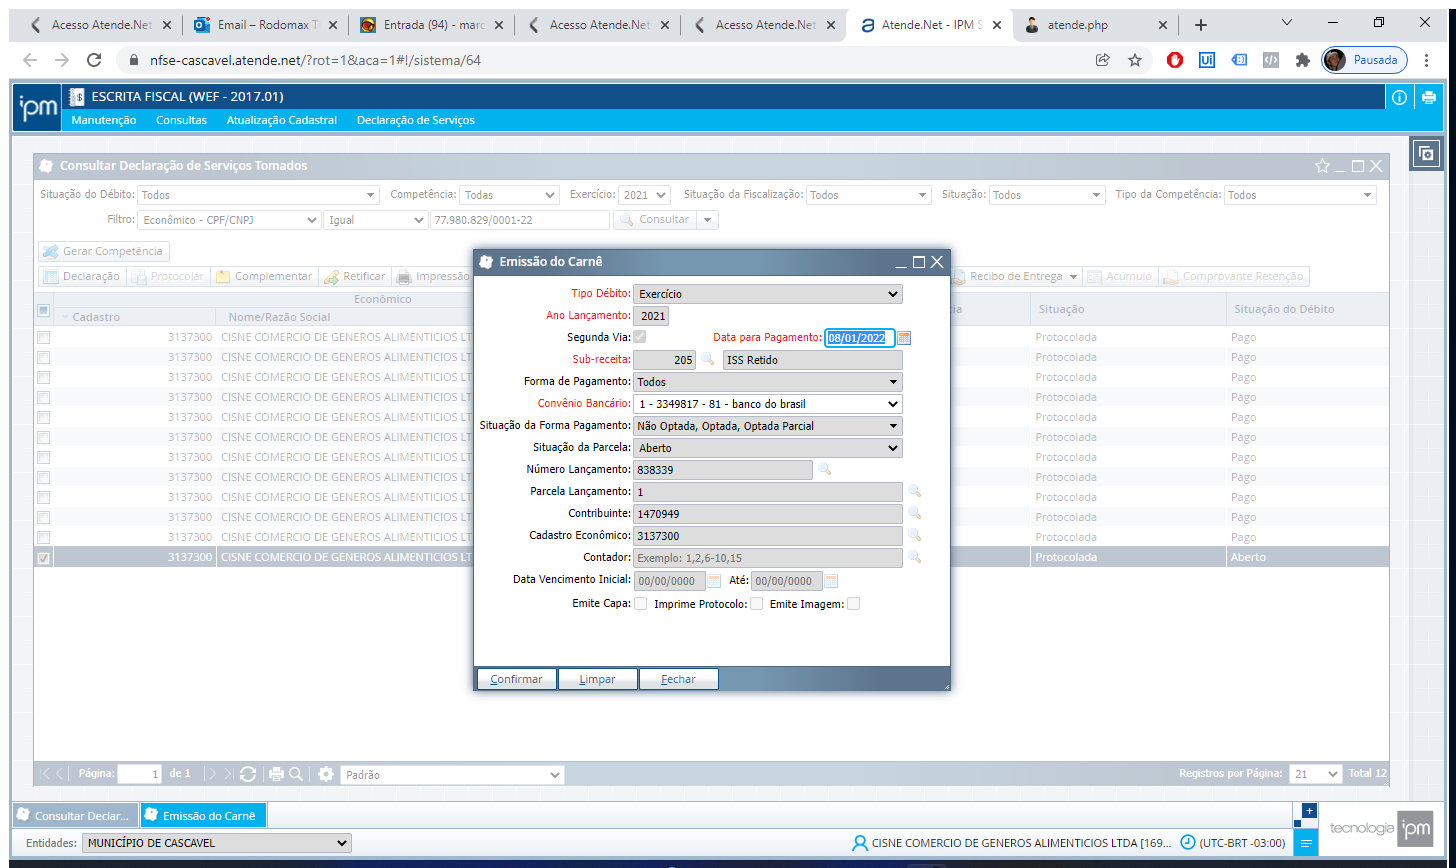 Acesso Atende.Net
Email – Rodomax T
Entrada (94) - marc
Acesso Atende.Net
Acesso Atende.Net
Atende.Net - IPM S
atende.php
nfse-cascavel.atende.net/?rot=1&aca=1#!/sistema/64
Pausada
ipm
ESCRITA FISCAL (WEF - 2017.01)
Manutenção Consultas Atualização Cadastral Declaração de Serviços
Consultar Declaração de Serviços Tomados
Situação do Débito: Todos Competência: Todas Exercício: 2021 Situação da Fiscalização: Todos Situação: Todos Tipo da Competência: Todos
Filtro: Econômico - CPF/CNPJ Igual 77.980.829/0001-22 Consultar
Gerar Competência
Declaração Protocolar Complementar Retificar Impressão Recibo de Entrega Acúmulo Comprovante Retenção
Econômico
Cadastro Nome/Razão Social ia Situação Situação do Débito
3137300 CISNE COMERCIO DE GENEROS ALIMENTICIOS LT Protocolada Pago
3137300 CISNE COMERCIO DE GENEROS ALIMENTICIOS LT Protocolada Pago
3137300 CISNE COMERCIO DE GENEROS ALIMENTICIOS LT Protocolada Pago
3137300 CISNE COMERCIO DE GENEROS ALIMENTICIOS LT Protocolada Pago
3137300 CISNE COMERCIO DE GENEROS ALIMENTICIOS LT Protocolada Pago
3137300 CISNE COMERCIO DE GENEROS ALIMENTICIOS LT Protocolada Pago
3137300 CISNE COMERCIO DE GENEROS ALIMENTICIOS LT Protocolada Pago
3137300 CISNE COMERCIO DE GENEROS ALIMENTICIOS LT Protocolada Pago
3137300 CISNE COMERCIO DE GENEROS ALIMENTICIOS LT Protocolada Pago
3137300 CISNE COMERCIO DE GENEROS ALIMENTICIOS LT Protocolada Pago
3137300 CISNE COMERCIO DE GENEROS ALIMENTICIOS LT Protocolada Pago
3137300 CISNE COMERCIO DE GENEROS ALIMENTICIOS LT Protocolada Aberto
Emissão do Carnê
Tipo Débito: Exercício
Ano Lançamento: 2021
Segunda Via: Data para Pagamento: 08/01/2022
Sub-receita: 205 ISS Retido
Forma de Pagamento: Todos
Convênio Bancário: 1 - 3349817 - 81 - banco do brasil
Situação da Forma Pagamento: Não Optada, Optada, Optada Parcial
Situação da Parcela: Aberto
Número Lançamento: 838339
Parcela Lançamento: 1
Contribuinte: 1470949
Cadastro Econômico: 3137300
Contador: Exemplo: 1,2,6-10,15
Data Vencimento Inicial: 00/00/0000 Até: 00/00/0000
Emite Capa: Imprime Protocolo: Emite Imagem:
Confirmar Limpar Fechar
Página: 1 de 1 Padrão Registros por Página: 21 Total 12
Consultar Declar... Emissão do Carnê
Entidades: MUNICÍPIO DE CASCAVEL CISNE COMERCIO DE GENEROS ALIMENTICIOS LTDA [169... (UTC-BRT -03:00)
tecnologia ipm